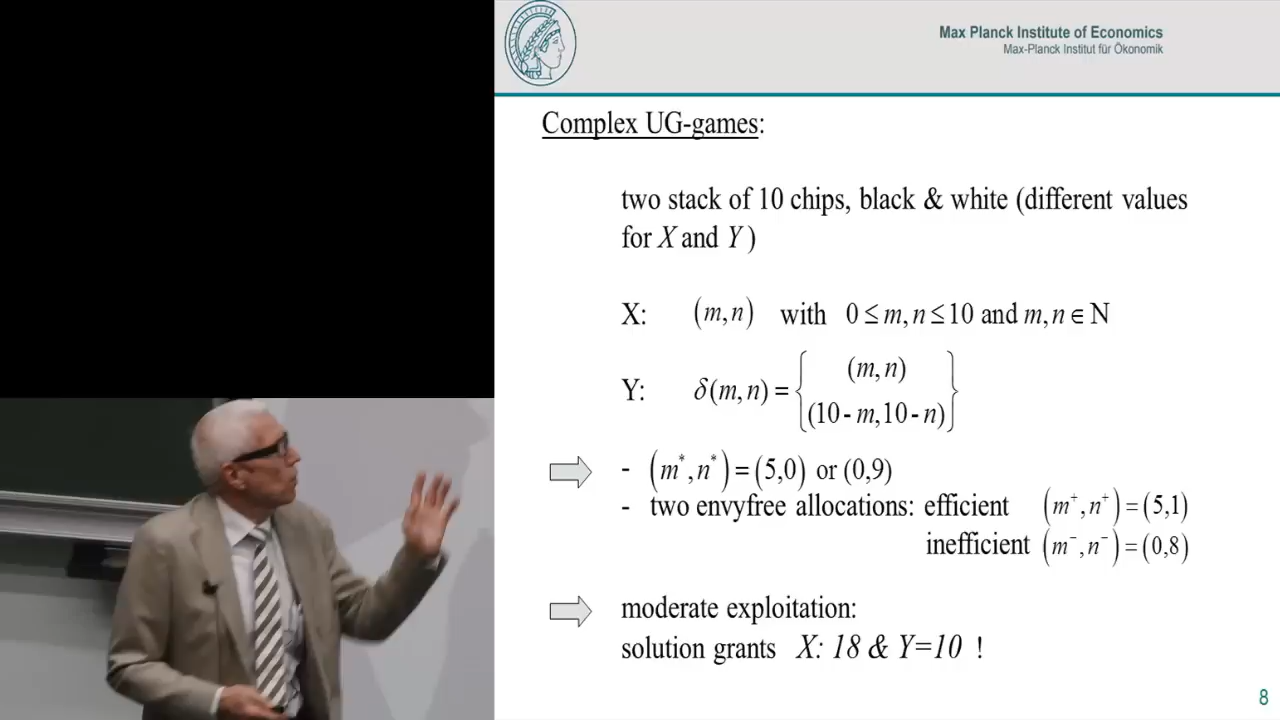 Max Planck Institute of Economics
Max-Planck Institut für Ökonomik
Complex UG-games:
two stack of 10 chips, black & white (different values
for X and Y )
X: (m,n) with 0 ≤ m,n ≤ 10 and m,n ∈ N
Y: δ(m,n) = { (m,n)
(10 - m,10 - n) }
- (m*,n*) = (5,0) or (0,9)
- two envyfree allocations: efficient (m⁺,n⁺) = (5,1)
inefficient (m⁻,n⁻) = (0,8)
moderate exploitation:
solution grants X: 18 & Y=10 !
8